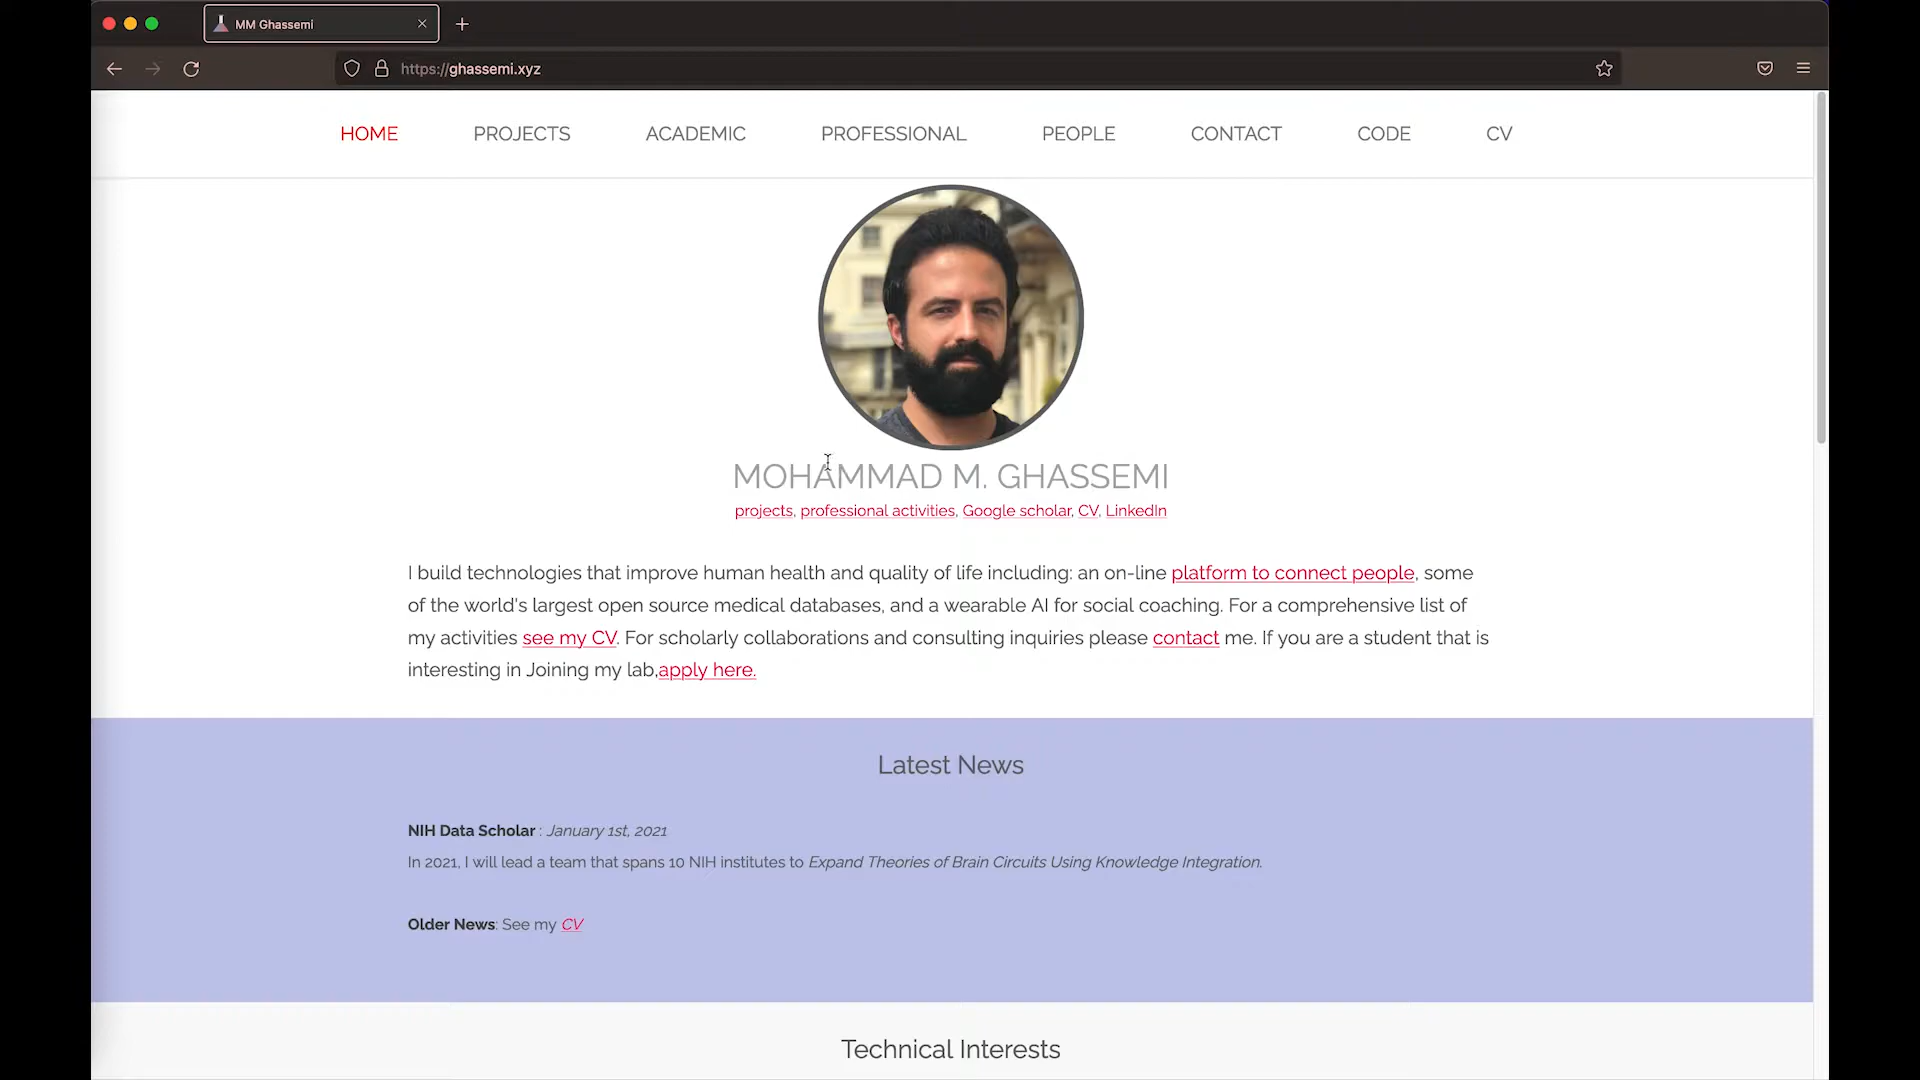 MM Ghassemi
https://ghassemi.xyz
HOME PROJECTS ACADEMIC PROFESSIONAL PEOPLE CONTACT CODE CV
MOHAMMAD M. GHASSEMI
projects, professional activities, Google scholar, CV, LinkedIn
I build technologies that improve human health and quality of life including: an on-line platform to connect people, some
of the world's largest open source medical databases, and a wearable AI for social coaching. For a comprehensive list of
my activities see my CV. For scholarly collaborations and consulting inquiries please contact me. If you are a student that is
interesting in Joining my lab,apply here.
Latest News
NIH Data Scholar : January 1st, 2021
In 2021, I will lead a team that spans 10 NIH institutes to Expand Theories of Brain Circuits Using Knowledge Integration.
Older News: See my CV
Technical Interests